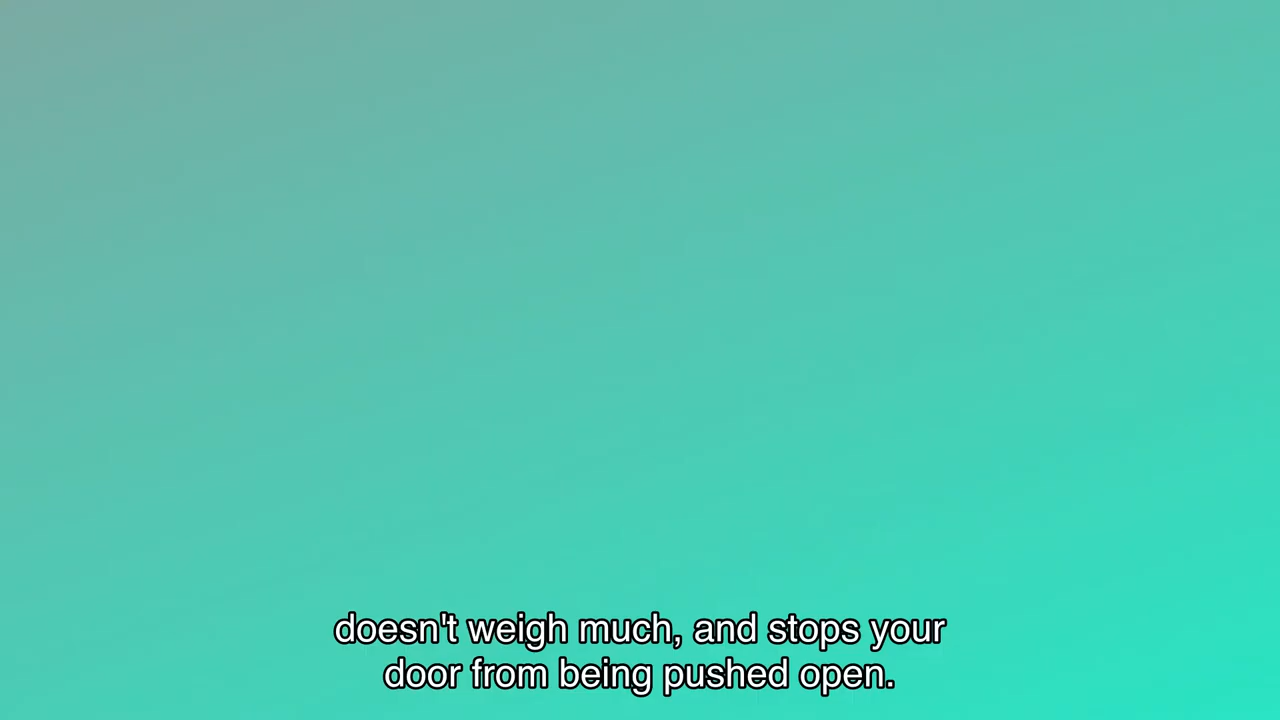 doesn't weigh much, and stops your
door from being pushed open.